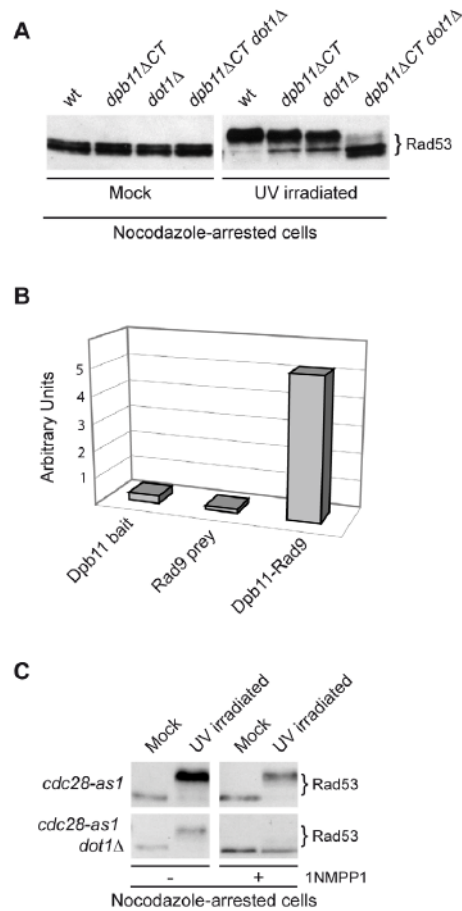 A
wt dpb11ΔCT dot1Δ dpb11ΔCT dot1Δ wt dpb11ΔCT dot1Δ dpb11ΔCT dot1Δ
Rad53
Mock UV irradiated
Nocodazole-arrested cells
B
Arbitrary Units
5
4
3
2
1
Dpb11 bait Rad9 prey Dpb11-Rad9
C
Mock UV irradiated Mock UV irradiated
cdc28-as1 Rad53
cdc28-as1
dot1Δ Rad53
- + 1NMPP1
Nocodazole-arrested cells